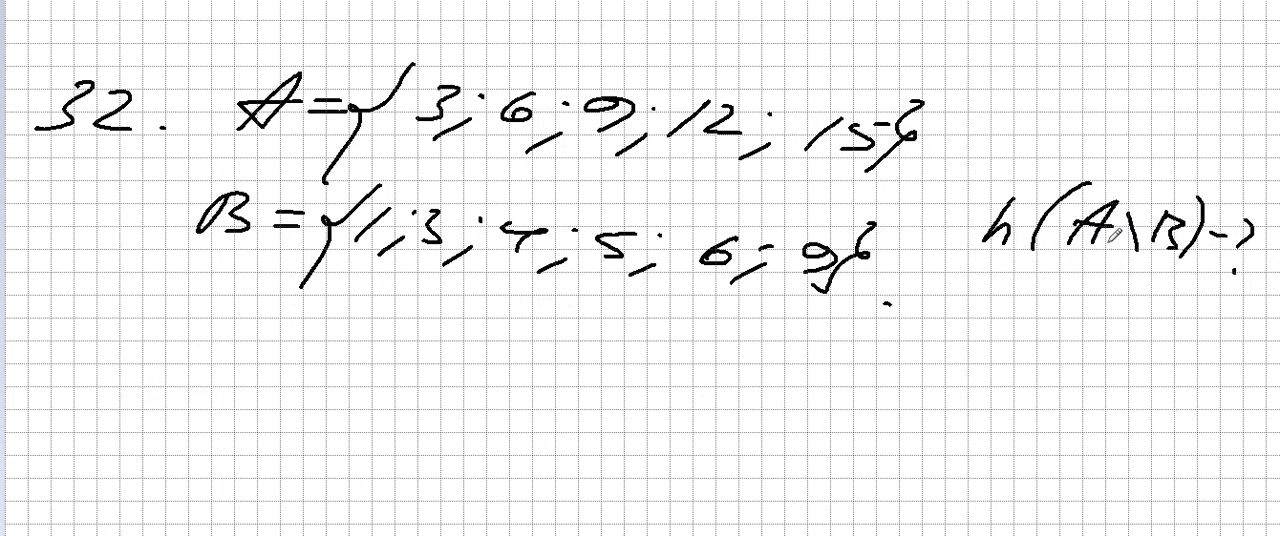 32. A = { 3; 6; 9; 12; 15}
B = {1; 3; 4; 5; 6; 9}. n(A\B)-?